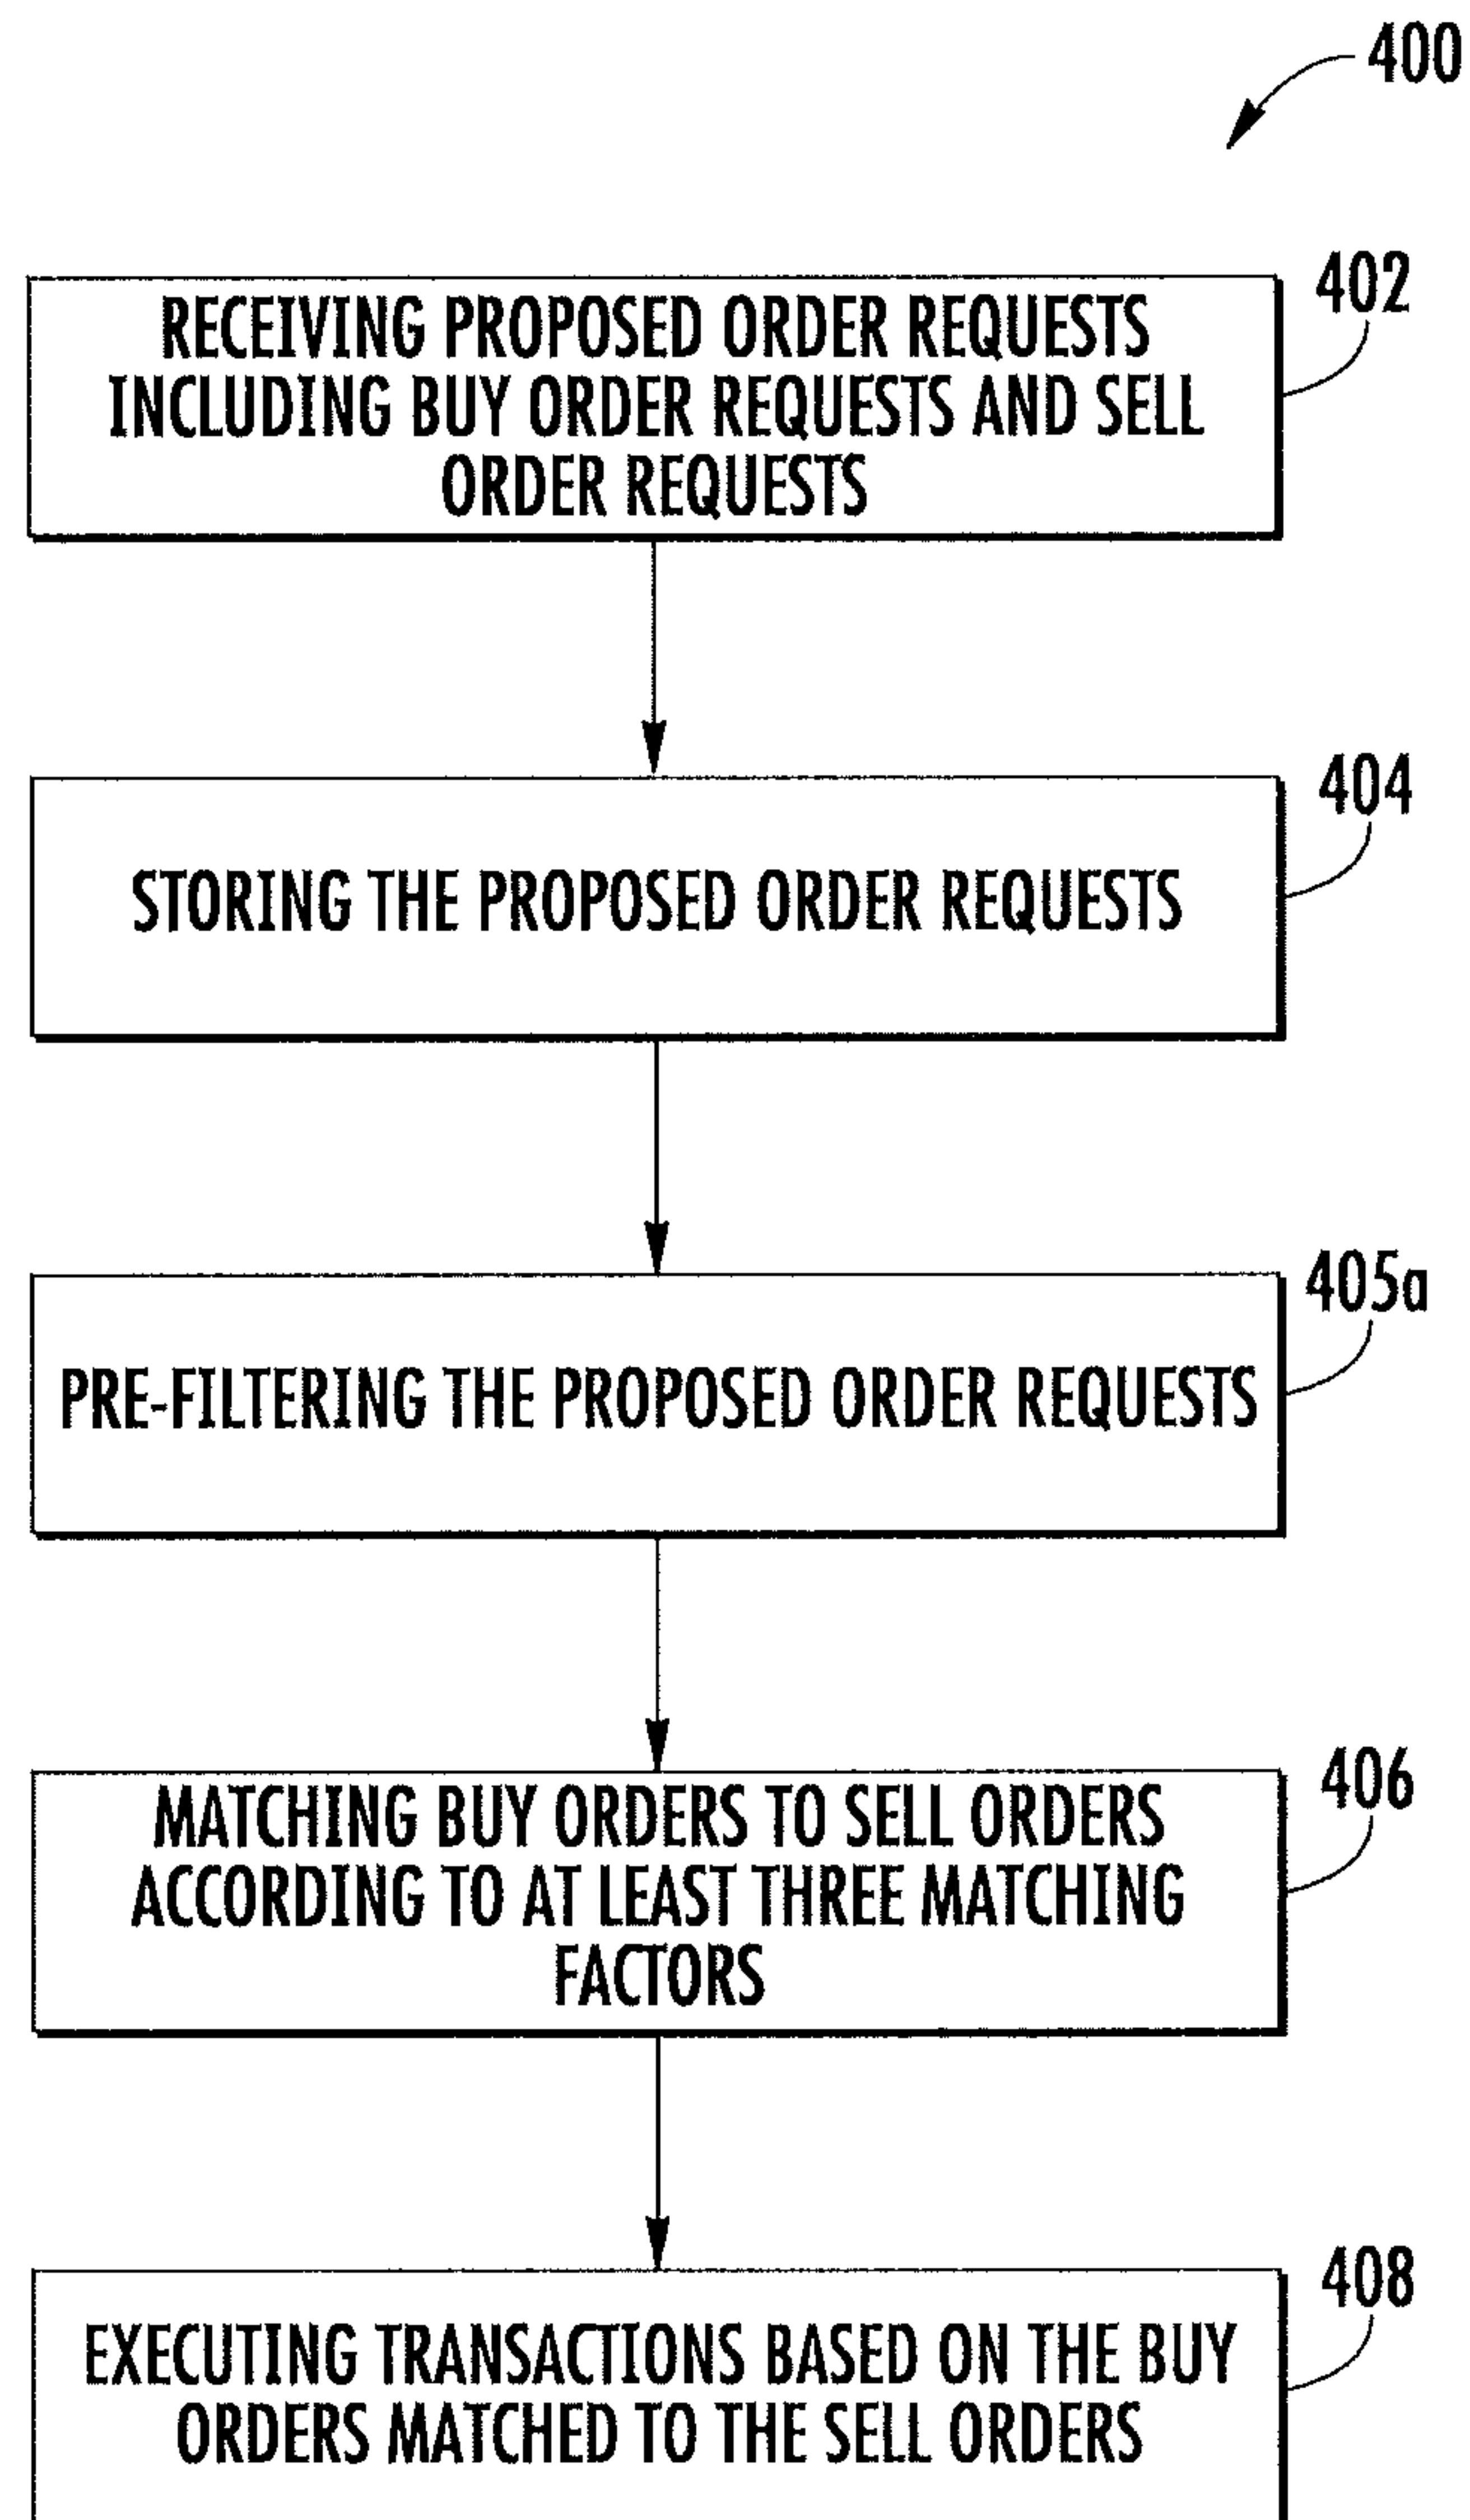 400
402
RECEIVING PROPOSED ORDER REQUESTS
INCLUDING BUY ORDER REQUESTS AND SELL
ORDER REQUESTS
404
STORING THE PROPOSED ORDER REQUESTS
405a
PRE-FILTERING THE PROPOSED ORDER REQUESTS
406
MATCHING BUY ORDERS TO SELL ORDERS
ACCORDING TO AT LEAST THREE MATCHING
FACTORS
408
EXECUTING TRANSACTIONS BASED ON THE BUY
ORDERS MATCHED TO THE SELL ORDERS